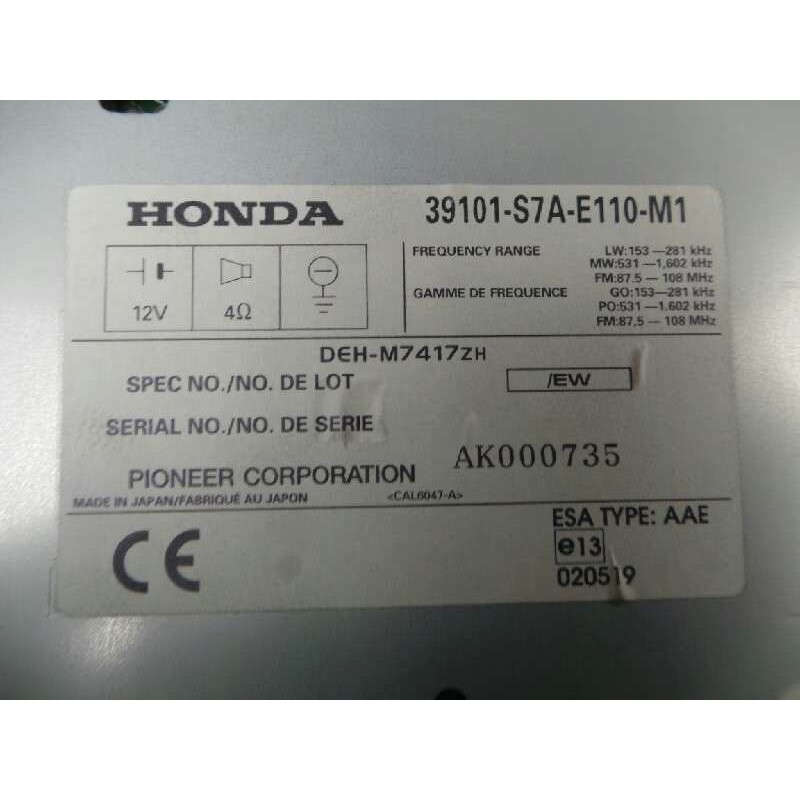 HONDA 39101-S7A-E110-M1
FREQUENCY RANGE LW:153—281 kHz
MW:531—1,602 kHz
FM:87.5—108 MHz
GAMME DE FREQUENCE GO:153—281 kHz
PO:531-1.602 kHz
FM:87,5—108 MHz
12V 4Ω
DEH-M7417ZH
SPEC NO./NO. DE LOT /EW
SERIAL NO./NO. DE SERIE
AK000735
PIONEER CORPORATION
MADE IN JAPAN/FABRIQUÉ AU JAPON <CAL6047-A>
CE
ESA TYPE: AAE
e13
020519